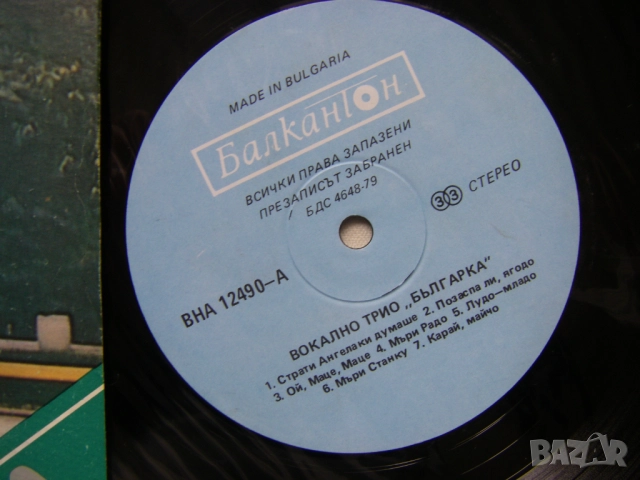 MADE IN BULGARIA
Балкантон
ВСИЧКИ ПРАВА ЗАПАЗЕНИ
ПРЕЗАПИСЪТ ЗАБРАНЕН
БДС 4648-79
33 СТЕРЕО
ВНА 12490–А
ВОКАЛНО ТРИО „БЪЛГАРКА"
1. Страти Ангелаки думаше 2. Позаспа ли, ягодо
3. Ой, Маце, Маце 4. Мъри Радо 5. Лудо–младо
6. Мъри Станку 7. Карай, майчо
BAZAR
bazar.bg